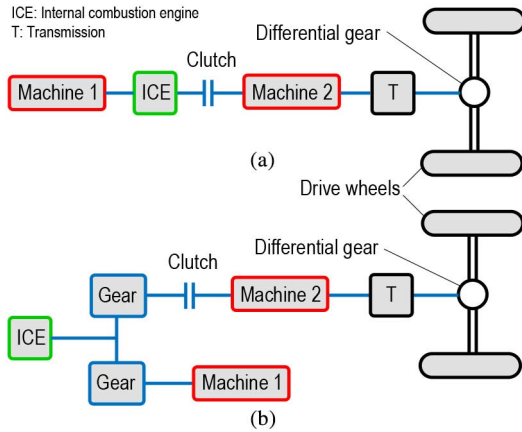 ICE: Internal combustion engine
T: Transmission
Differential gear
Clutch
Machine 1
ICE
Machine 2
T
(a)
Drive wheels
Differential gear
Clutch
Gear
Machine 2
T
ICE
Gear
Machine 1
(b)